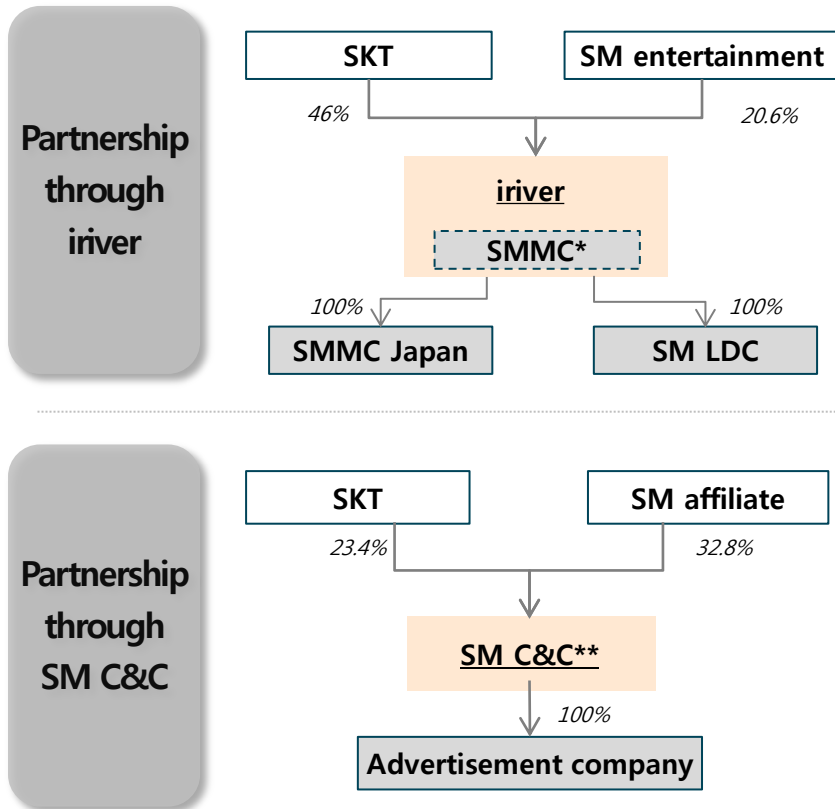 Partnership
through
iriver
SKT
SM entertainment
46%
20.6%
iriver
SMMC*
100%
100%
SMMC Japan
SM LDC
Partnership
through
SM C&C
SKT
SM affiliate
23.4%
32.8%
SM C&C**
100%
Advertisement company